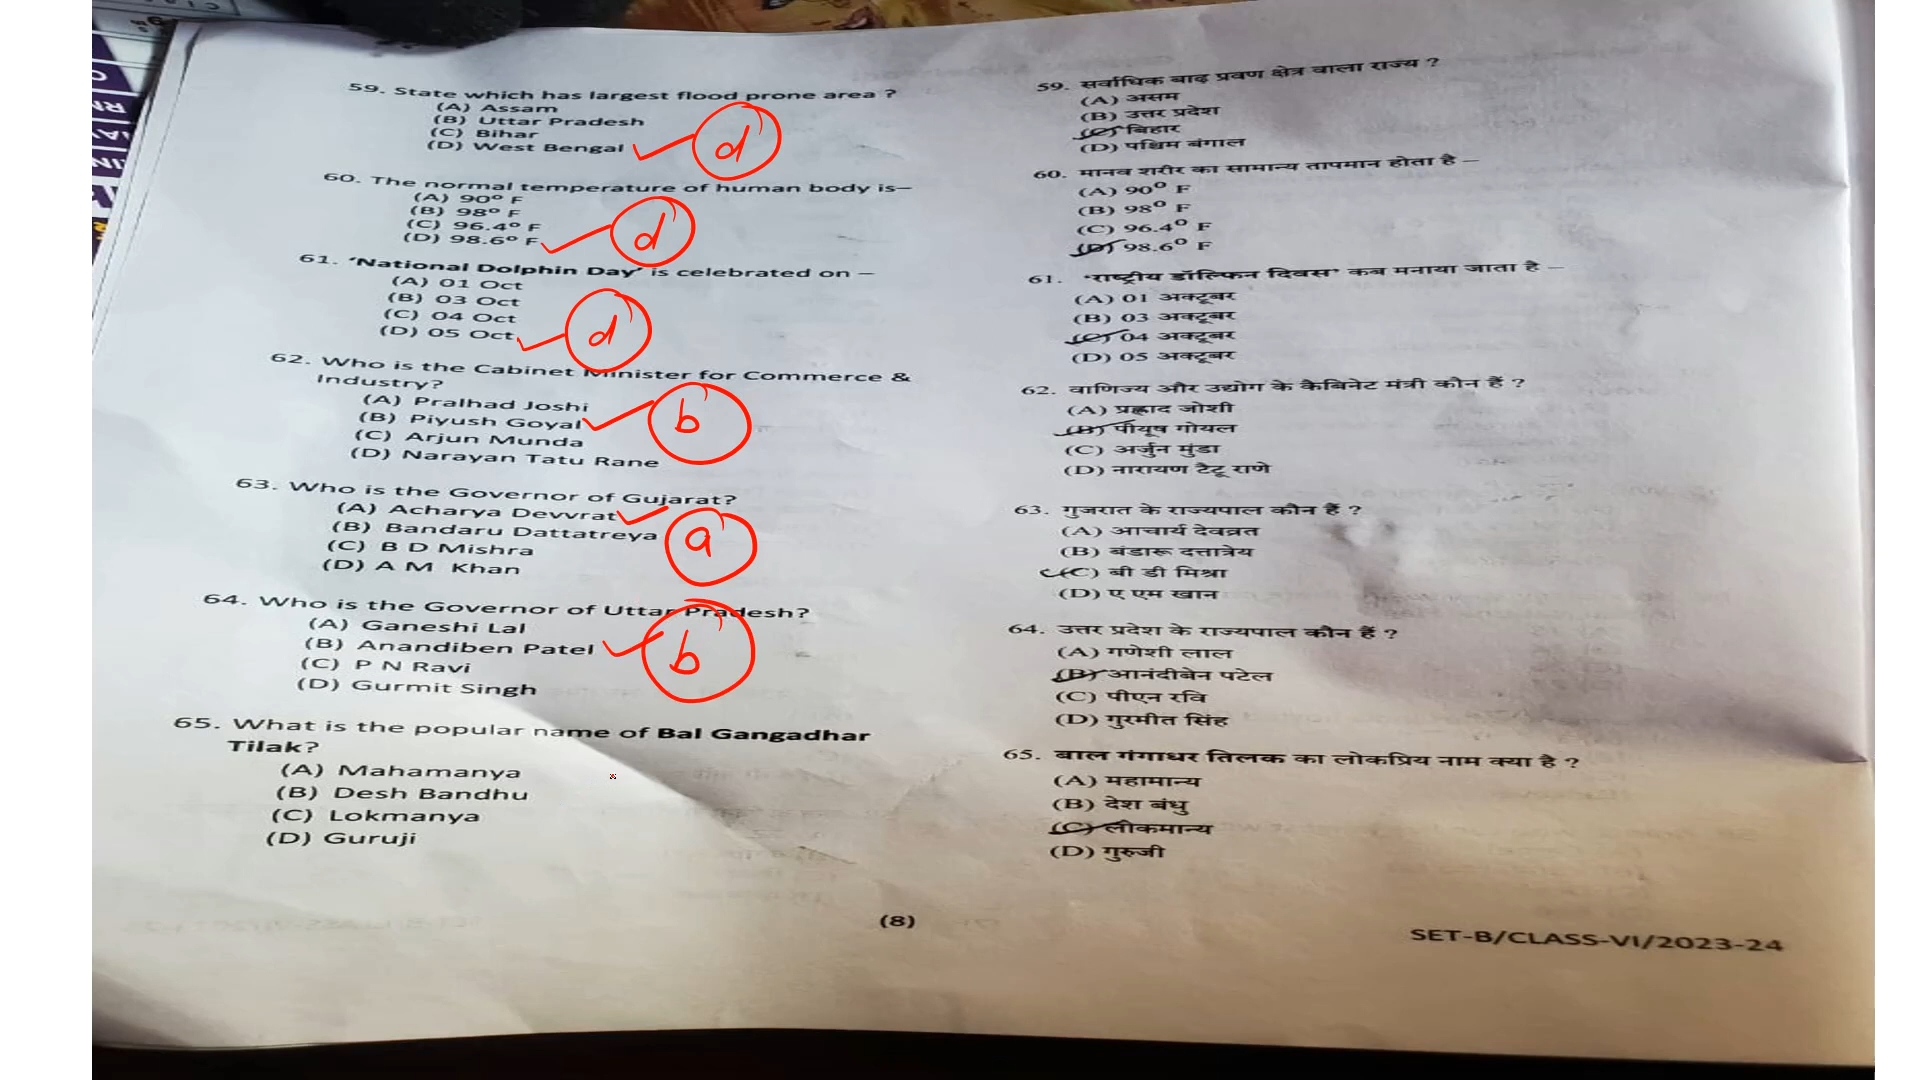 59. State which has largest flood prone area ?
(A) Assam
(B) Uttar Pradesh
(C) Bihar
(D) West Bengal
d
60. The normal temperature of human body is–
(A) 90° F
(B) 98° F
(C) 96.4° F
(D) 98.6° F
d
61. 'National Dolphin Day' is celebrated on –
(A) 01 Oct
(B) 03 Oct
(C) 04 Oct
(D) 05 Oct
d
62. Who is the Cabinet Minister for Commerce &
Industry?
(A) Pralhad Joshi
(B) Piyush Goyal
(C) Arjun Munda
(D) Narayan Tatu Rane
b
63. Who is the Governor of Gujarat?
(A) Acharya Devvrat
(B) Bandaru Dattatreya
(C) B D Mishra
(D) A M Khan
a
64. Who is the Governor of Uttar Pradesh?
(A) Ganeshi Lal
(B) Anandiben Patel
(C) P N Ravi
(D) Gurmit Singh
b
65. What is the popular name of Bal Gangadhar
Tilak?
(A) Mahamanya
(B) Desh Bandhu
(C) Lokmanya
(D) Guruji
59. सर्वाधिक बाढ़ प्रवण क्षेत्र वाला राज्य ?
(A) असम
(B) उत्तर प्रदेश
(C) बिहार
(D) पश्चिम बंगाल
60. मानव शरीर का सामान्य तापमान होता है –
(A) 90⁰ F
(B) 98⁰ F
(C) 96.4⁰ F
(D) 98.6⁰ F
61. 'राष्ट्रीय डॉल्फिन दिवस' कब मनाया जाता है –
(A) 01 अक्टूबर
(B) 03 अक्टूबर
(C) 04 अक्टूबर
(D) 05 अक्टूबर
62. वाणिज्य और उद्योग के कैबिनेट मंत्री कौन हैं ?
(A) प्रह्लाद जोशी
(B) पीयूष गोयल
(C) अर्जुन मुंडा
(D) नारायण टैटू राणे
63. गुजरात के राज्यपाल कौन हैं ?
(A) आचार्य देवव्रत
(B) बंडारू दत्तात्रेय
(C) बी डी मिश्रा
(D) ए एम खान
64. उत्तर प्रदेश के राज्यपाल कौन हैं ?
(A) गणेशी लाल
(B) आनंदीबेन पटेल
(C) पीएन रवि
(D) गुरमीत सिंह
65. बाल गंगाधर तिलक का लोकप्रिय नाम क्या है ?
(A) महामान्य
(B) देश बंधु
(C) लोकमान्य
(D) गुरुजी
(8)
SET-B/CLASS-VI/2023-24